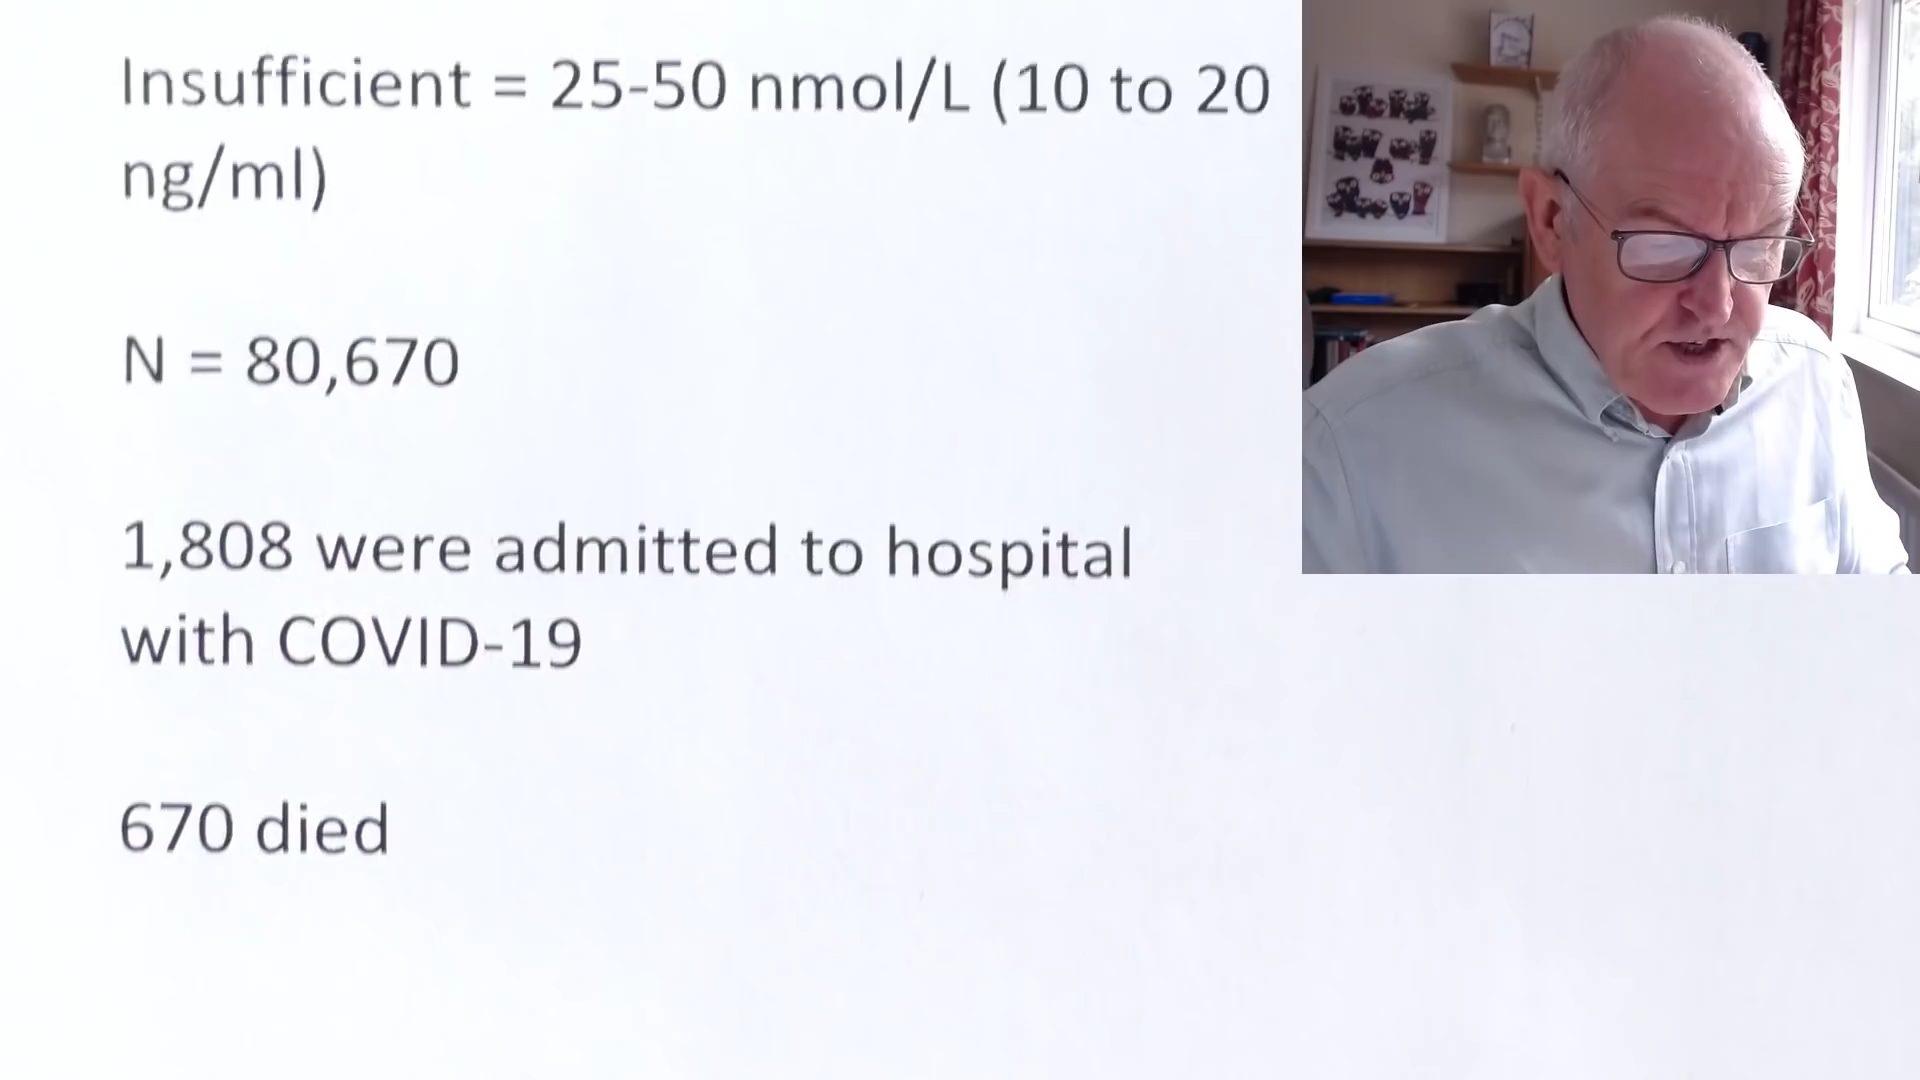 Insufficient = 25-50 nmol/L (10 to 20
ng/ml)
N = 80,670
1,808 were admitted to hospital
with COVID-19
670 died